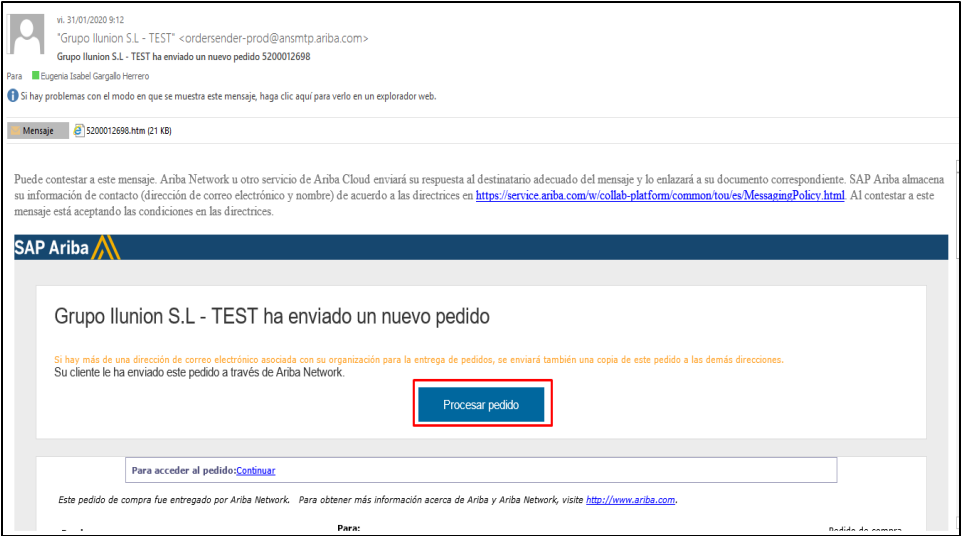 vi. 31/01/2020 9:12
"Grupo Ilunion S.L - TEST" <ordersender-prod@ansmtp.ariba.com>
Grupo Ilunion S.L - TEST ha enviado un nuevo pedido 5200012698
Para Eugenia Isabel Gargallo Herrero
Si hay problemas con el modo en que se muestra este mensaje, haga clic aquí para verlo en un explorador web.
Mensaje 5200012698.htm (21 KB)
Puede contestar a este mensaje. Ariba Network u otro servicio de Ariba Cloud enviará su respuesta al destinatario adecuado del mensaje y lo enlazará a su documento correspondiente. SAP Ariba almacena
su información de contacto (dirección de correo electrónico y nombre) de acuerdo a las directrices en https://service.ariba.com/w/collab-platform/common/tou/es/MessagingPolicy.html. Al contestar a este
mensaje está aceptando las condiciones en las directrices.
SAP Ariba
Grupo Ilunion S.L - TEST ha enviado un nuevo pedido
Si hay más de una dirección de correo electrónico asociada con su organización para la entrega de pedidos, se enviará también una copia de este pedido a las demás direcciones.
Su cliente le ha enviado este pedido a través de Ariba Network.
Procesar pedido
Para acceder al pedido:Continuar
Este pedido de compra fue entregado por Ariba Network. Para obtener más información acerca de Ariba y Ariba Network, visite http://www.ariba.com.
Para: Pedido de compra